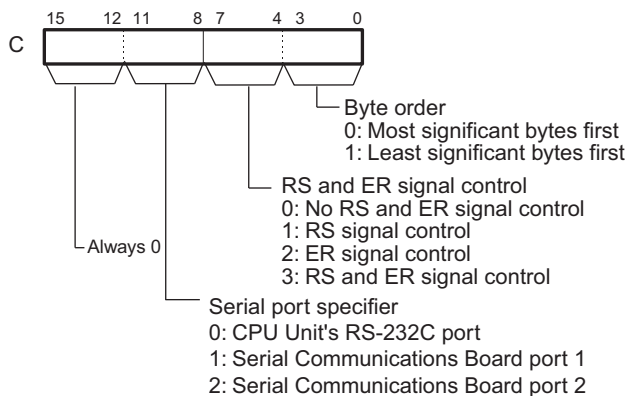 15 12 11 8 7 4 3 0
C
Byte order
0: Most significant bytes first
1: Least significant bytes first
RS and ER signal control
0: No RS and ER signal control
1: RS signal control
2: ER signal control
3: RS and ER signal control
Always 0
Serial port specifier
0: CPU Unit's RS-232C port
1: Serial Communications Board port 1
2: Serial Communications Board port 2